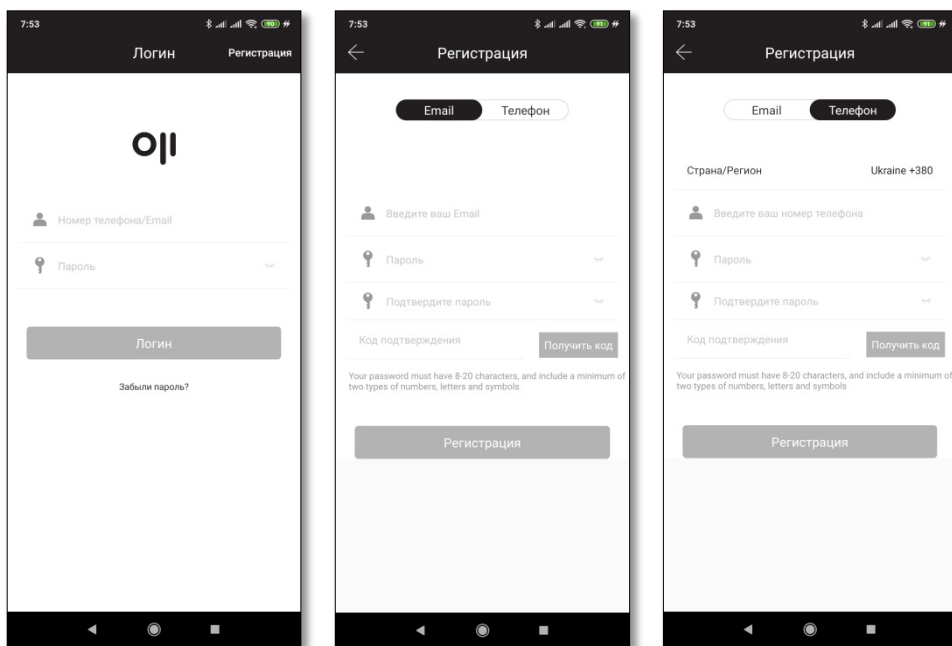 7:53
90
Логин
Регистрация
Номер телефона/Email
Пароль
Логин
Забыли пароль?
7:53
91
Регистрация
Email
Телефон
Введите ваш Email
Пароль
Подтвердите пароль
Код подтверждения
Получить код
Your password must have 8-20 characters, and include a minimum of
two types of numbers, letters and symbols
Регистрация
7:53
91
Регистрация
Email
Телефон
Страна/Регион
Ukraine +380
Введите ваш номер телефона
Пароль
Подтвердите пароль
Код подтверждения
Получить код
Your password must have 8-20 characters, and include a minimum of
two types of numbers, letters and symbols
Регистрация